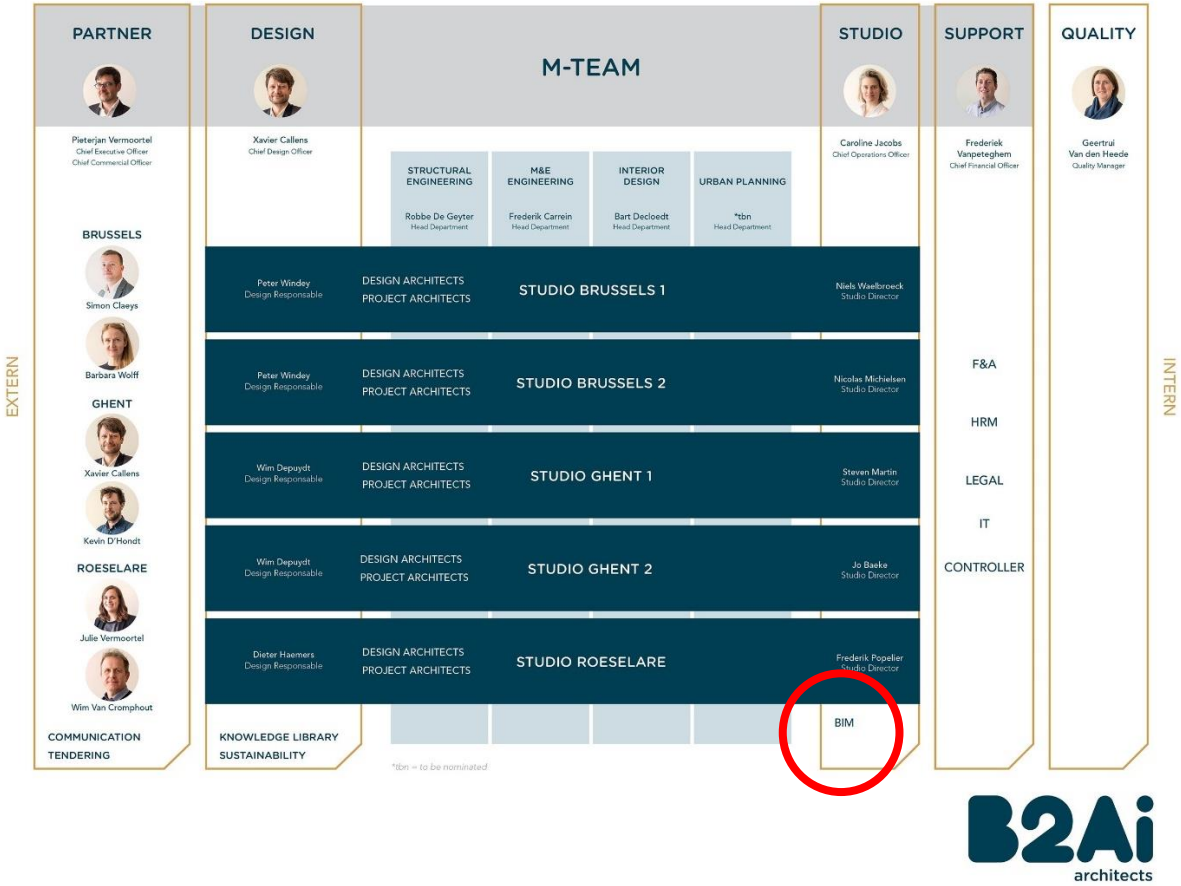 PARTNER
DESIGN
M-TEAM
STUDIO
SUPPORT
QUALITY
Pieterjan Vermoortel
Chief Executive Officer
Chief Commercial Officer
Xavier Callens
Chief Design Officer
Caroline Jacobs
Chief Operations Officer
Frederiek
Vanpeteghem
Chief Financial Officer
Geertrui
Van den Heede
Quality Manager
STRUCTURAL
ENGINEERING
Robbe De Geyter
Head Department
M&E
ENGINEERING
Frederik Carrein
Head Department
INTERIOR
DESIGN
Bart Decloedt
Head Department
URBAN PLANNING
*tbn
Head Department
EXTERN
BRUSSELS
Simon Claeys
Barbara Wolff
GHENT
Xavier Callens
Kevin D'Hondt
ROESELARE
Julie Vermoortel
Wim Van Cromphout
COMMUNICATION
TENDERING
Peter Windey
Design Responsable
DESIGN ARCHITECTS
PROJECT ARCHITECTS
STUDIO BRUSSELS 1
Niels Waelbroeck
Studio Director
Peter Windey
Design Responsable
DESIGN ARCHITECTS
PROJECT ARCHITECTS
STUDIO BRUSSELS 2
Nicolas Michielsen
Studio Director
Wim Depuydt
Design Responsable
DESIGN ARCHITECTS
PROJECT ARCHITECTS
STUDIO GHENT 1
Steven Martin
Studio Director
Wim Depuydt
Design Responsable
DESIGN ARCHITECTS
PROJECT ARCHITECTS
STUDIO GHENT 2
Jo Baeke
Studio Director
Dieter Haemers
Design Responsable
DESIGN ARCHITECTS
PROJECT ARCHITECTS
STUDIO ROESELARE
Frederik Popelier
Studio Director
KNOWLEDGE LIBRARY
SUSTAINABILITY
*tbn = to be nominated
BIM
F&A
HRM
LEGAL
IT
CONTROLLER
INTERN
B2Ai
architects